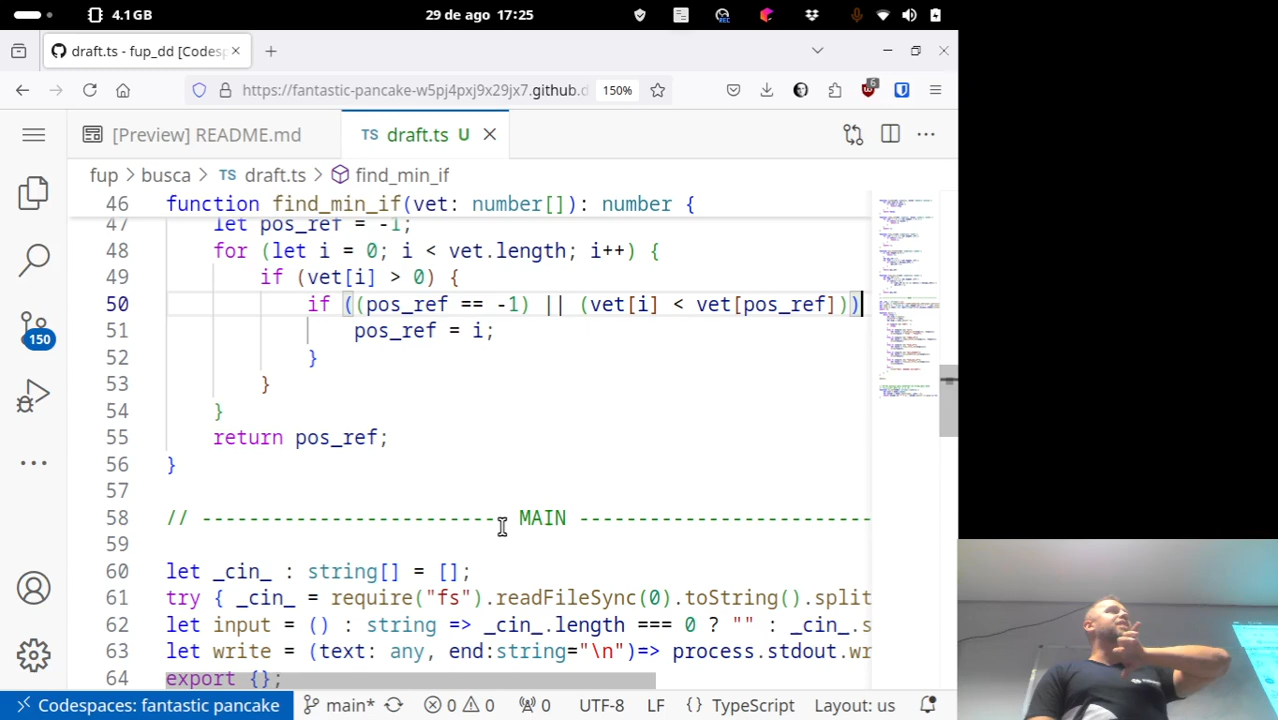 4.1GB
29 de ago 17:25
REC
draft.ts - fup_dd [Codesp
https://fantastic-pancake-w5pj4pxj9x29jx7.github.d
150%
6
[Preview] README.md
TS draft.ts U
fup > busca > TS draft.ts > find_min_if
46 function find_min_if(vet: number[]): number {
47 let pos_ref = -1;
48 for (let i = 0; i < vet.length; i++) {
49 if (vet[i] > 0) {
50 if ((pos_ref == -1) || (vet[i] < vet[pos_ref]))
51 pos_ref = i;
52 }
53 }
54 }
55 return pos_ref;
56 }
57
58 // ------------------------- MAIN -------------------------
59
60 let _cin_ : string[] = [];
61 try { _cin_ = require("fs").readFileSync(0).toString().split
62 let input = () : string => _cin_.length === 0 ? "" : _cin_.s
63 let write = (text: any, end:string="\n")=> process.stdout.wr
64 export {};
150
Codespaces: fantastic pancake
main*
0 0
0
UTF-8
LF
{} TypeScript
Layout: us